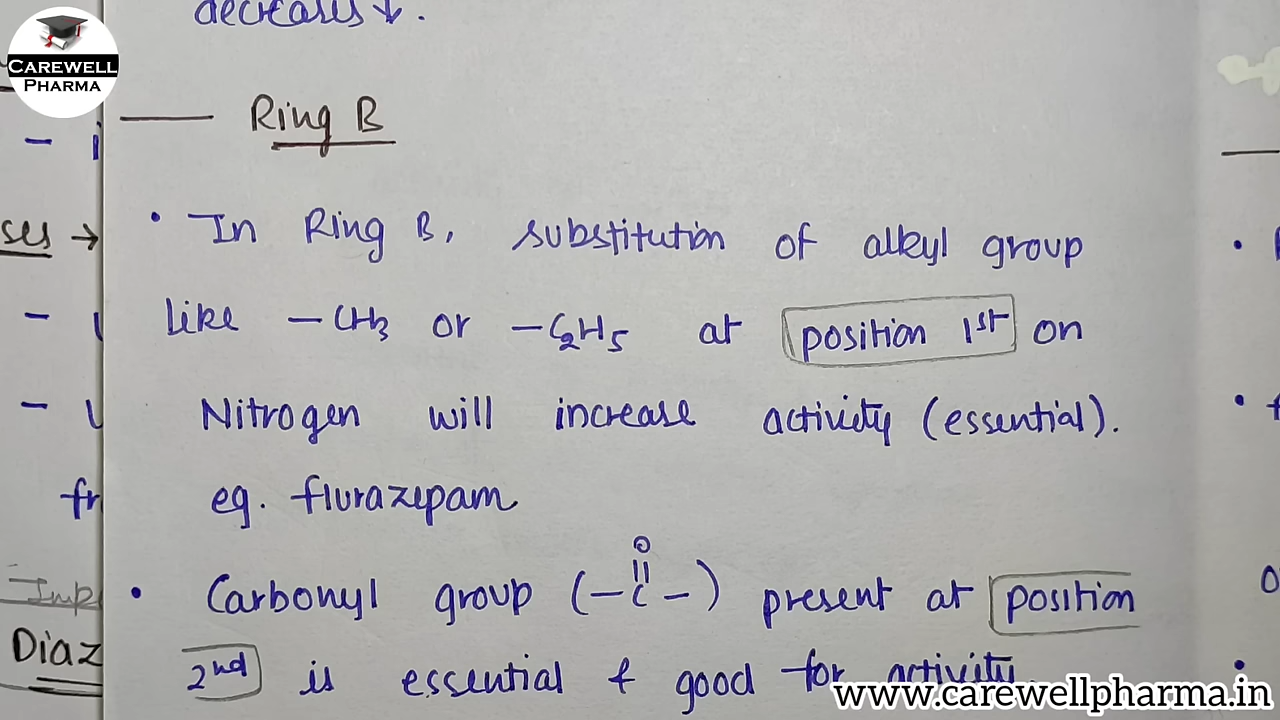 decreases ↓.
CAREWELL
PHARMA
Ring B
• In Ring B, substitution of alkyl group
like -CH3 or -C2H5 at position 1st on
Nitrogen will increase activity (essential).
eg. flurazepam
• Carbonyl group (-C-) present at position
O
2nd is essential & good for activity.
ses →
Diaz
www.carewellpharma.in